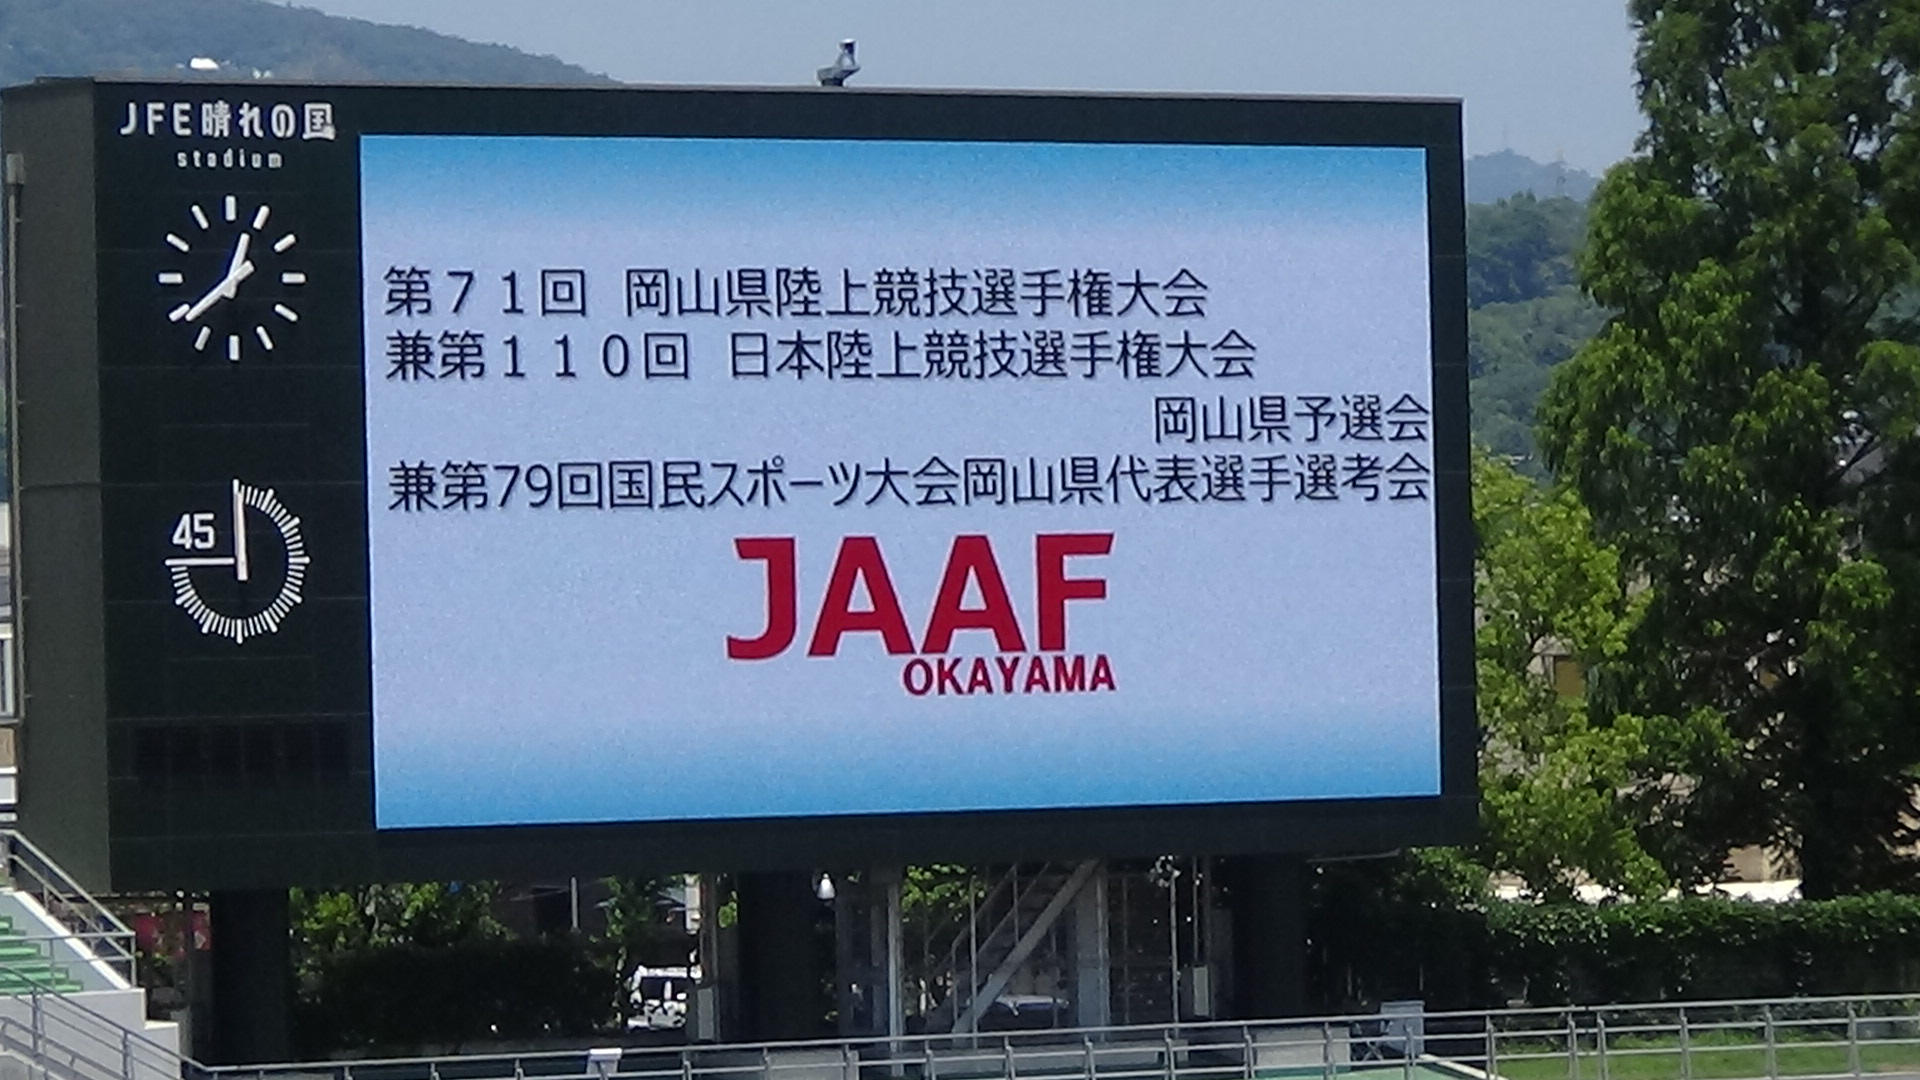 JFE晴れの国
stadium
第71回 岡山県陸上競技選手権大会
兼第110回 日本陸上競技選手権大会
岡山県予選会
兼第79回国民スポーツ大会岡山県代表選手選考会
45
JAAF
OKAYAMA